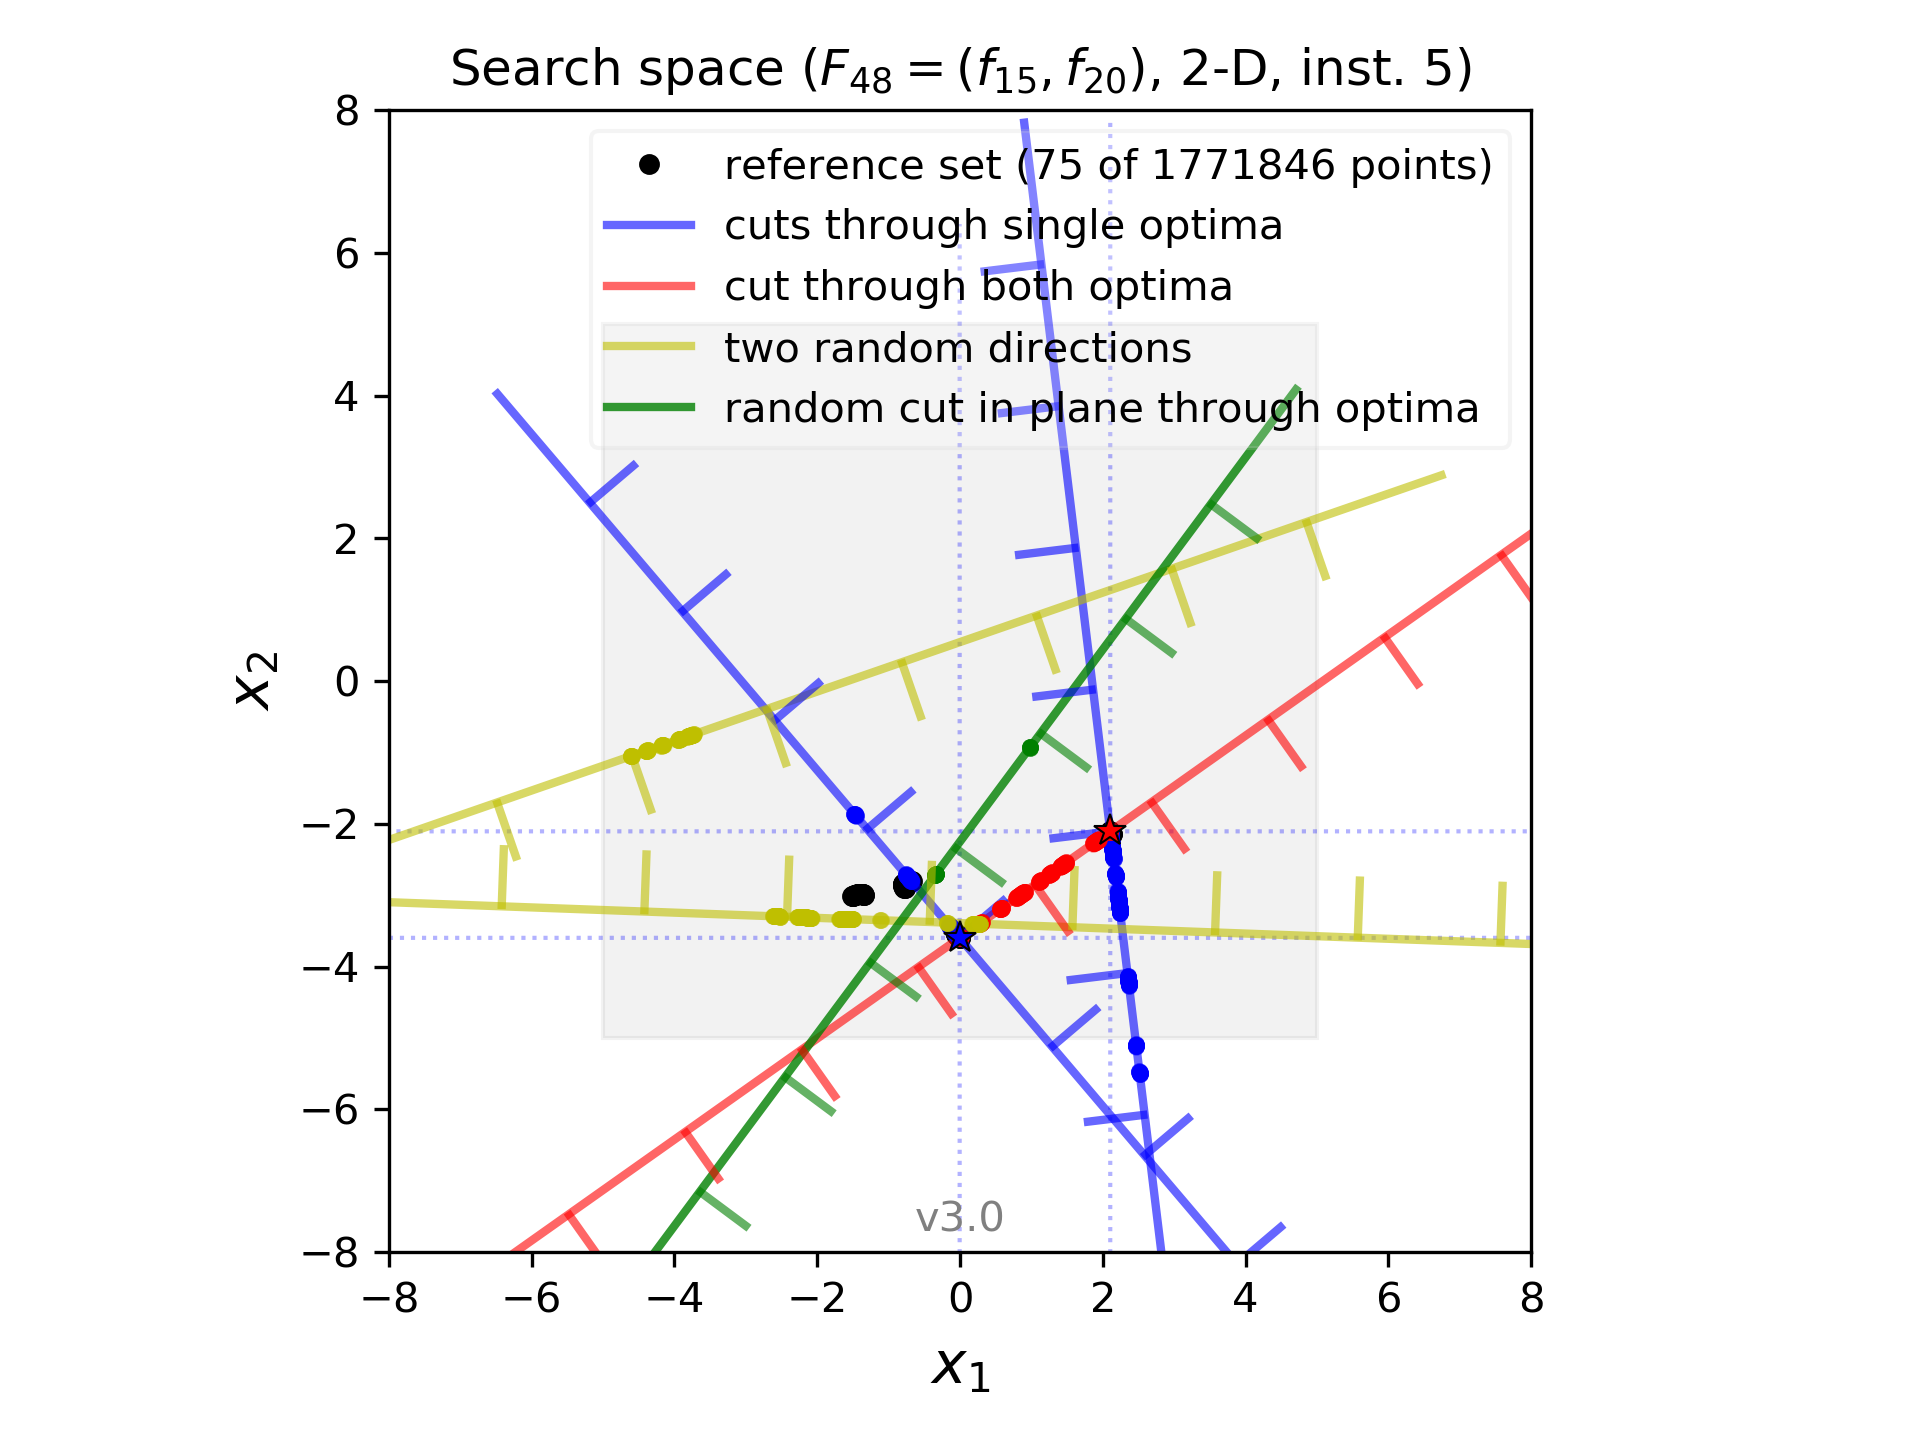 Search space (F48 = (f15, f20), 2-D, inst. 5)
8
6
4
2
0
−2
−4
−6
−8
x2
reference set (75 of 1771846 points)
cuts through single optima
cut through both optima
two random directions
random cut in plane through optima
v3.0
−8 −6 −4 −2 0 2 4 6 8
x1